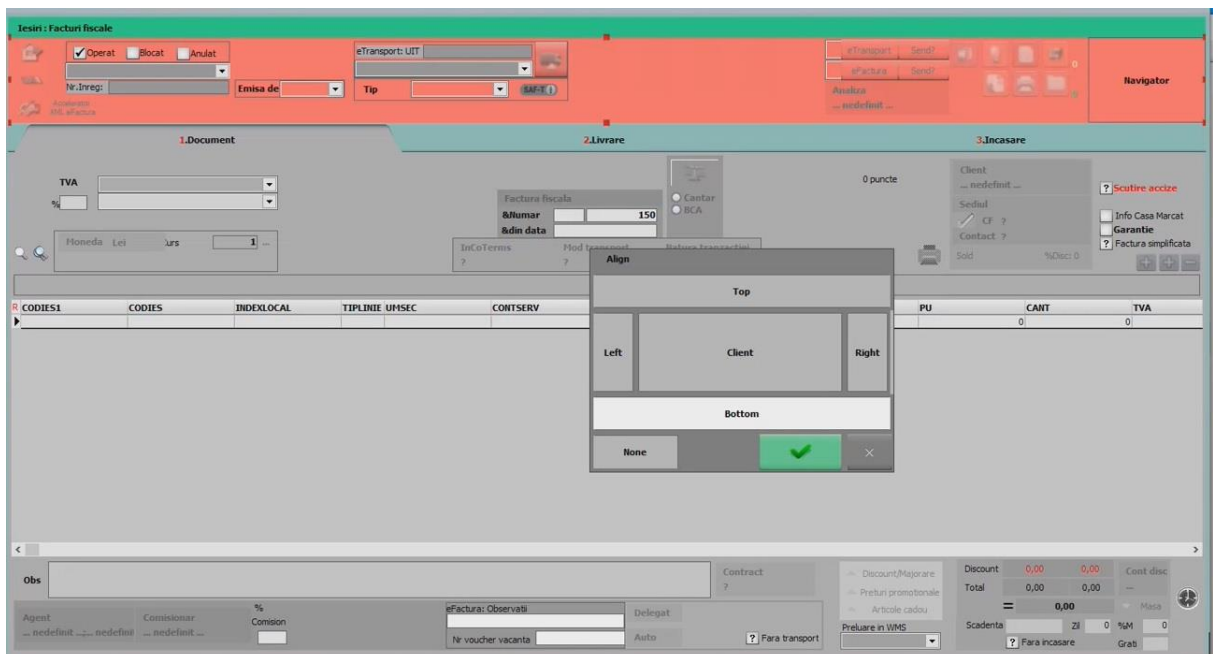 Iesiri : Facturi fiscale
Operat Blocat Anulat
eTransport: UIT
eTransport Send?
eFactura Send?
Nr.Inreg:
Emisa de
Tip
SAF-T
Analiza
... nedefinit ...
0
Navigator
Accelerator
XML eFactura
1.Document
2.Livrare
3.Incasare
TVA
%
Factura fiscala
&Numar 150
&din data
Cantar
BCA
0 puncte
Client
... nedefinit ...
Sediul
CF ?
Contact ?
Sold %Disc: 0
? Scutire accize
Info Casa Marcat
Garantie
? Factura simplificata
Moneda Lei 1 ...
InCoTerms Mod transport Natura tranzactiei
? ?
R CODIES1 CODIES INDEXLOCAL TIPLINIE UMSEC CONTSERV PU CANT TVA
0 0
Align
Top
Left Client Right
Bottom
None
Obs
Contract
?
Agent
... nedefinit ...
Comisionar
... nedefinit ...
%
Comision
eFactura: Observatii
Nr voucher vacanta
Delegat
Auto
? Fara transport
Discount/Majorare
Preturi promotionale
Articole cadou
Preluare in WMS
Discount 0,00 0,00 Cont disc
Total 0,00 0,00 ...
= 0,00 Masa
Scadenta Zil 0 %M 0
? Fara incasare Grati